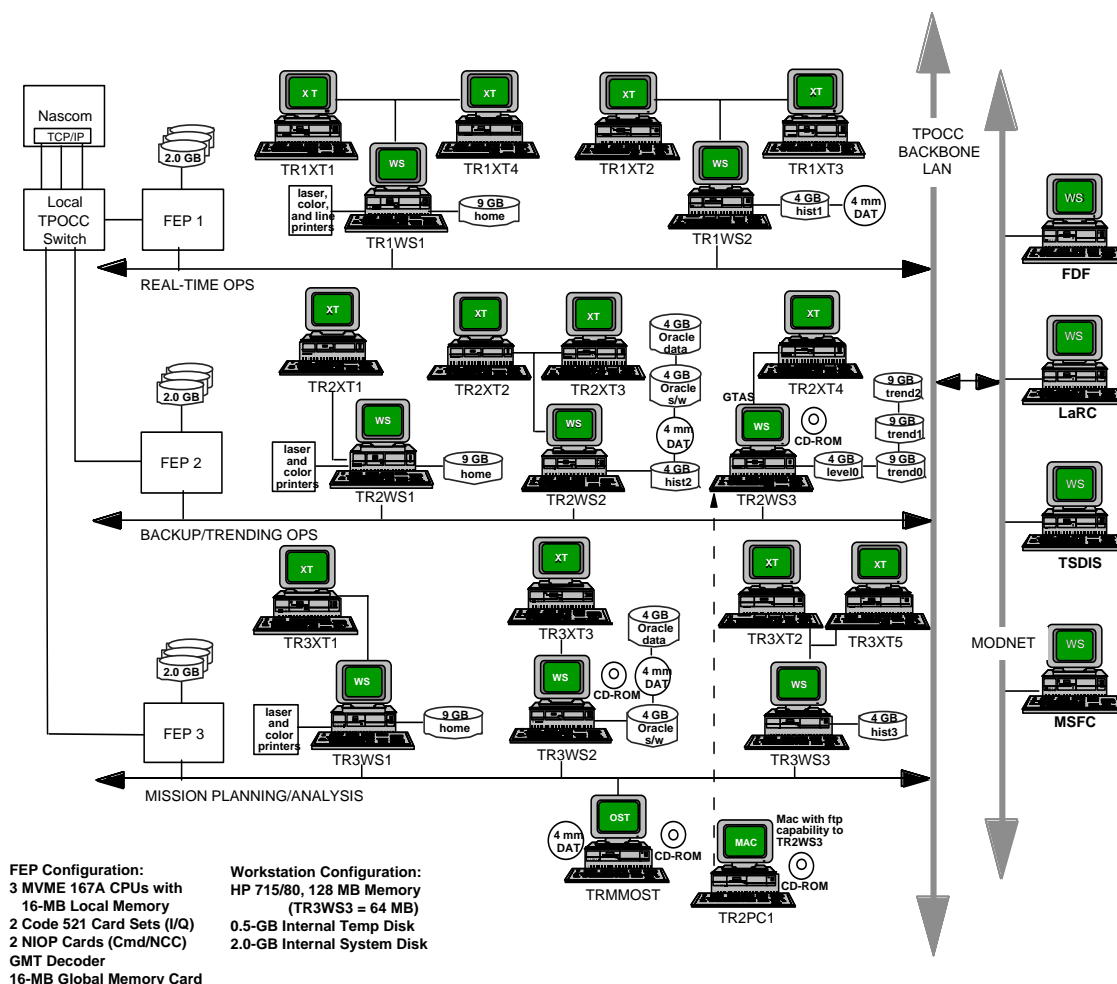 Nascom
TCP/IP
Local
TPOCC
Switch
2.0 GB
FEP 1
X T
TR1XT1
XT
TR1XT4
WS
TR1WS1
laser,
color,
and line
printers
9 GB
home
XT
TR1XT2
XT
TR1XT3
WS
TR1WS2
4 GB
hist1
4 mm
DAT
REAL-TIME OPS
TPOCC
BACKBONE
LAN
WS
FDF
2.0 GB
FEP 2
XT
TR2XT1
XT
TR2XT2
XT
TR2XT3
4 GB
Oracle
data
4 GB
Oracle
s/w
4 mm
DAT
4 GB
hist2
WS
TR2WS1
laser
and
color
printers
9 GB
home
WS
TR2WS2
XT
TR2XT4
GTAS
WS
TR2WS3
CD-ROM
4 GB
level0
9 GB
trend2
9 GB
trend1
9 GB
trend0
BACKUP/TRENDING OPS
WS
LaRC
WS
TSDIS
2.0 GB
FEP 3
XT
TR3XT1
XT
TR3XT3
4 GB
Oracle
data
4 mm
DAT
4 GB
Oracle
s/w
XT
TR3XT2
XT
TR3XT5
WS
TR3WS1
laser
and
color
printers
9 GB
home
WS
TR3WS2
CD-ROM
WS
TR3WS3
4 GB
hist3
MISSION PLANNING/ANALYSIS
MODNET
WS
MSFC
OST
4 mm
DAT
CD-ROM
TRMMOST
MAC
Mac with ftp
capability to
TR2WS3
CD-ROM
TR2PC1
FEP Configuration:
3 MVME 167A CPUs with
16-MB Local Memory
2 Code 521 Card Sets (I/Q)
2 NIOP Cards (Cmd/NCC)
GMT Decoder
16-MB Global Memory Card
Workstation Configuration:
HP 715/80, 128 MB Memory
(TR3WS3 = 64 MB)
0.5-GB Internal Temp Disk
2.0-GB Internal System Disk